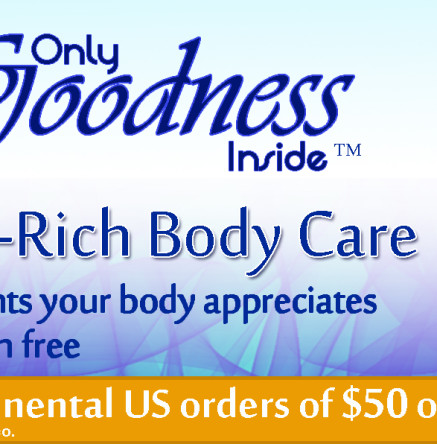 Only
Goodness
Inside™
-Rich Body Care
nts your body appreciates
n free
nental US orders of $50 o
o.